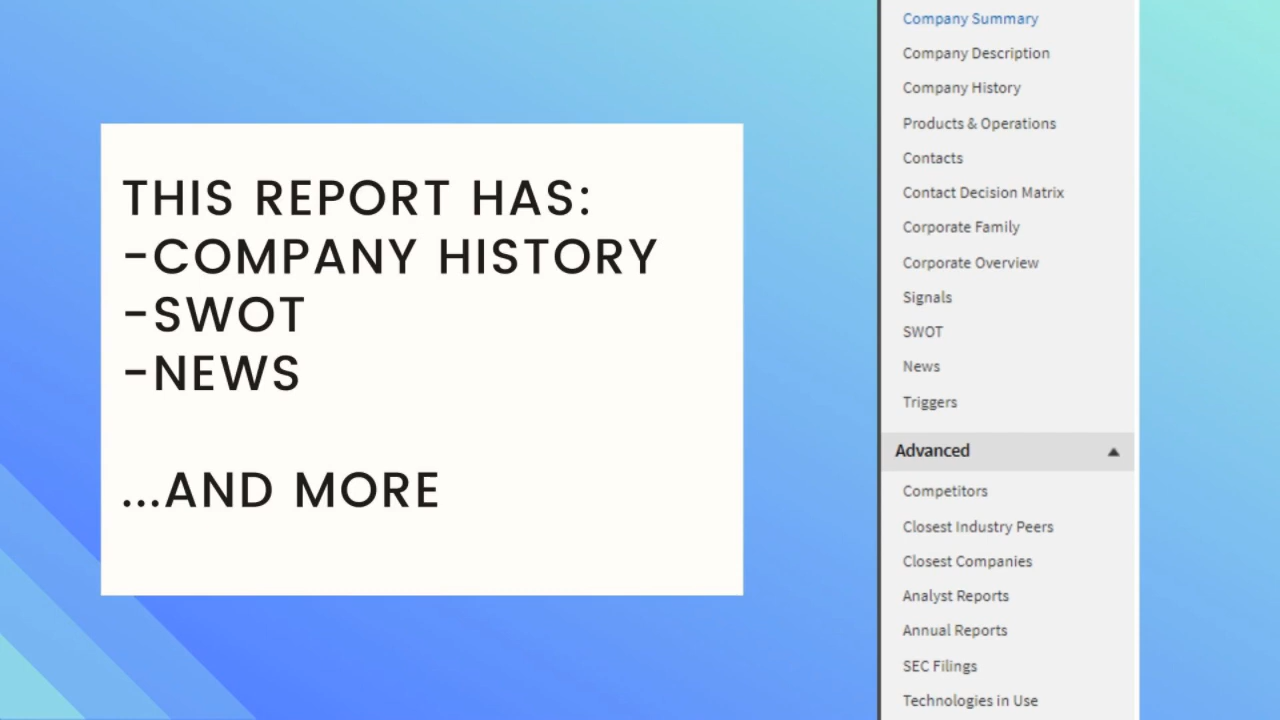 THIS REPORT HAS:
-COMPANY HISTORY
-SWOT
-NEWS
...AND MORE
Company Summary
Company Description
Company History
Products & Operations
Contacts
Contact Decision Matrix
Corporate Family
Corporate Overview
Signals
SWOT
News
Triggers
Advanced
Competitors
Closest Industry Peers
Closest Companies
Analyst Reports
Annual Reports
SEC Filings
Technologies in Use